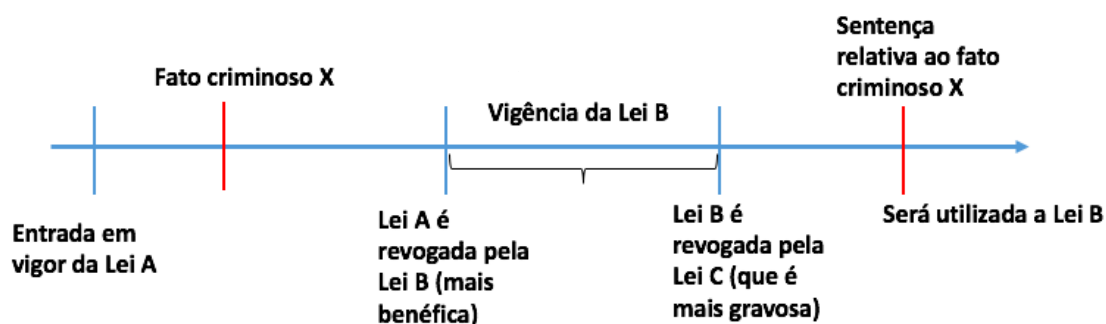 Sentença
relativa ao fato
criminoso X
Fato criminoso X
Vigência da Lei B
Entrada em
vigor da Lei A
Lei A é
revogada pela
Lei B (mais
benéfica)
Lei B é
revogada pela
Lei C (que é
mais gravosa)
Será utilizada a Lei B